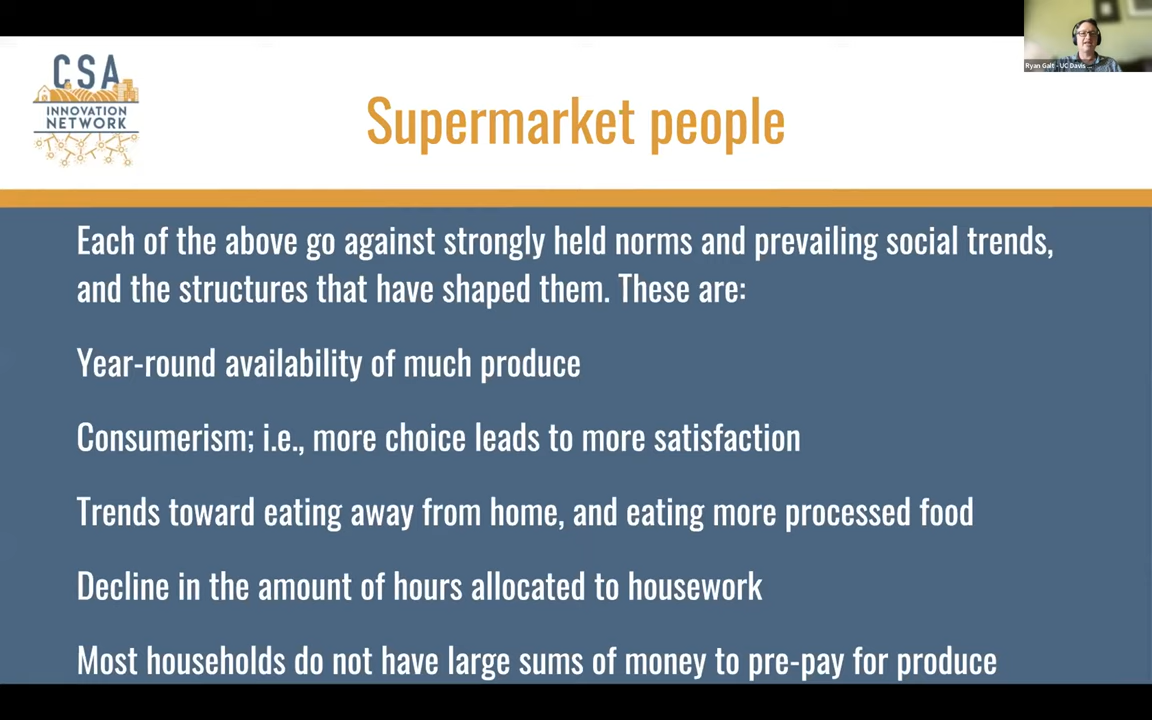 CSA
INNOVATION
NETWORK
Ryan Galt - UC Davis
Supermarket people
Each of the above go against strongly held norms and prevailing social trends,
and the structures that have shaped them. These are:
Year-round availability of much produce
Consumerism; i.e., more choice leads to more satisfaction
Trends toward eating away from home, and eating more processed food
Decline in the amount of hours allocated to housework
Most households do not have large sums of money to pre-pay for produce